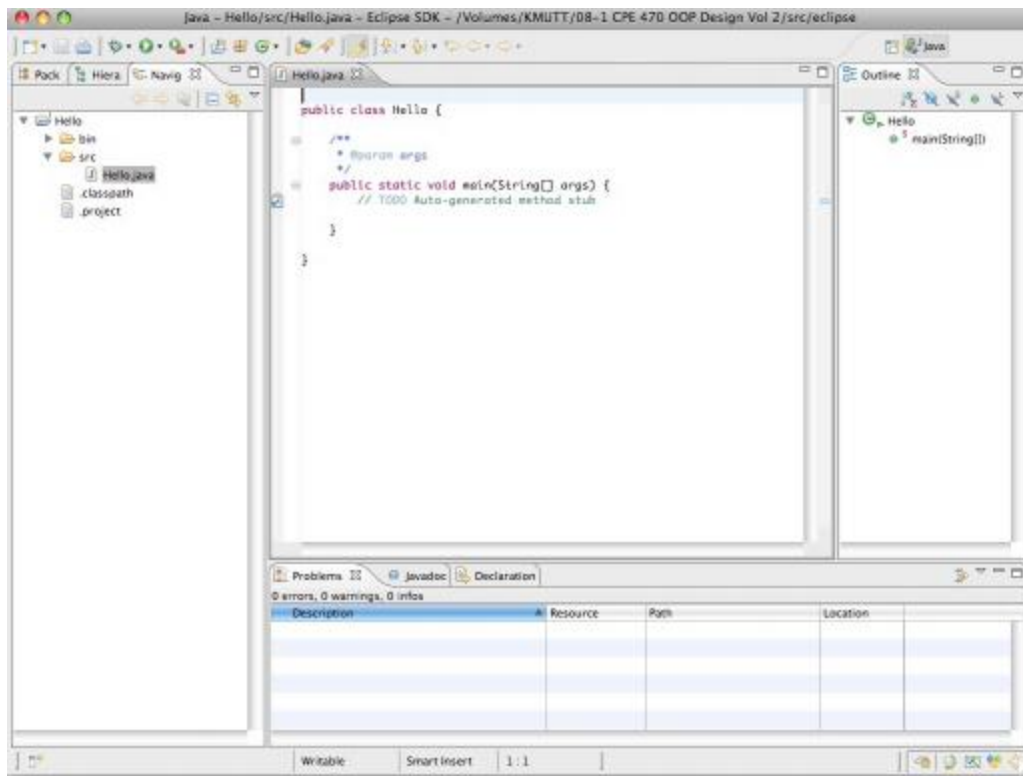 Java - Hello/src/Hello.java - Eclipse SDK - /Volumes/KMUTT/08-1 CPE 470 OOP Design Vol 2/src/eclipse
Java
Pack
Hiera
Navig
Hello
bin
src
Hello.java
.classpath
.project
Hello.java
public class Hello {
/**
* @param args
*/
public static void main(String[] args) {
// TODO Auto-generated method stub
}
}
Outline
Hello
main(String[])
Problems
Javadoc
Declaration
0 errors, 0 warnings, 0 infos
Description
Resource
Path
Location
Writable
Smart Insert
1:1